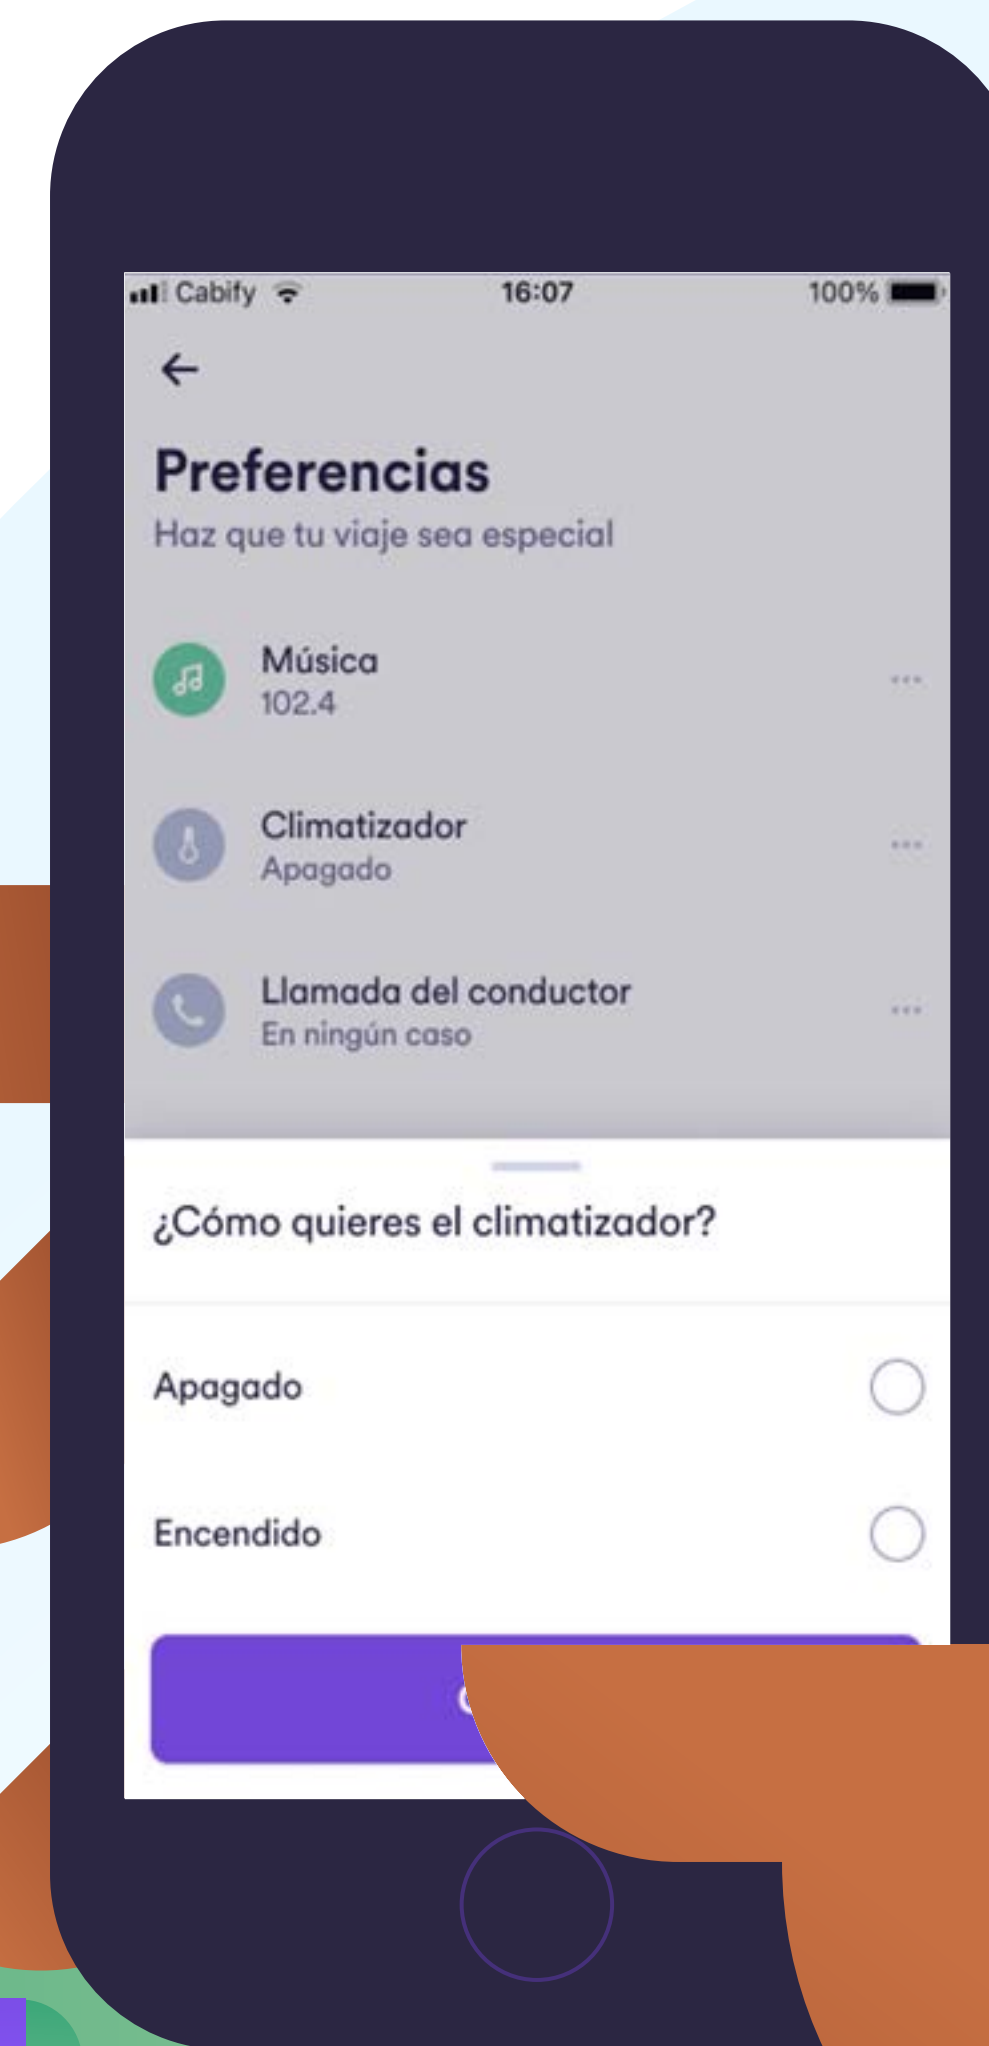 Cabify 16:07 100%
Preferencias
Haz que tu viaje sea especial
Música
102.4
Climatizador
Apagado
Llamada del conductor
En ningún caso
¿Cómo quieres el climatizador?
Apagado
Encendido